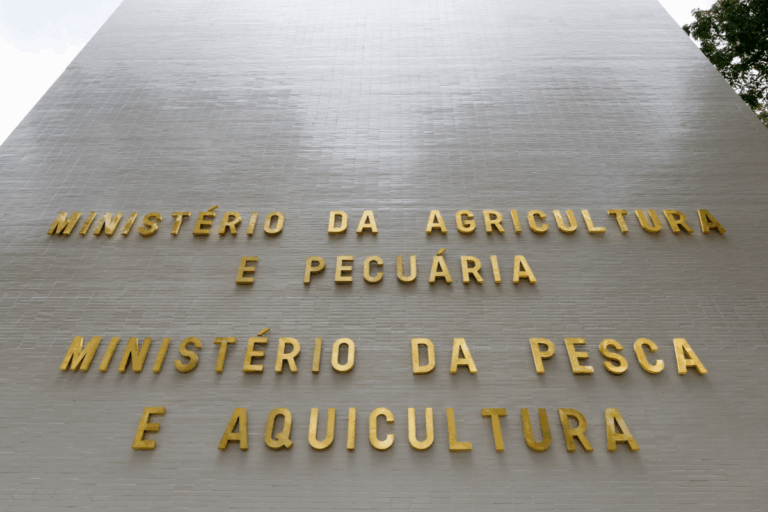 MINISTÉRIO DA AGRICULTURA
E PECUÁRIA
MINISTÉRIO DA PESCA
E AQUICULTURA